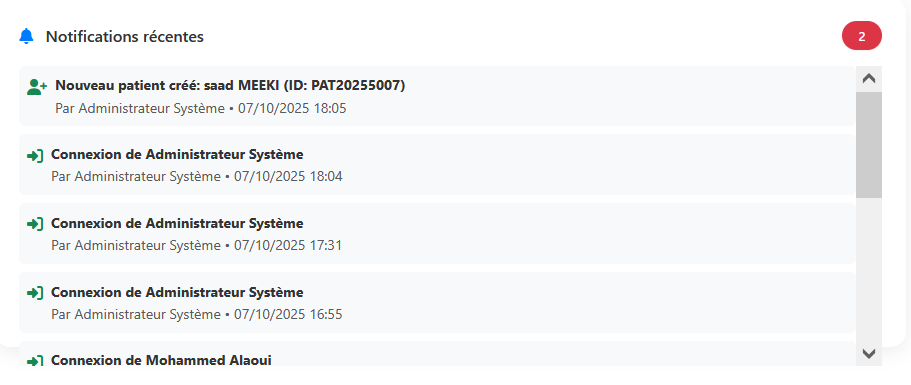 Notifications récentes
2
Nouveau patient créé: saad MEEKI (ID: PAT20255007)
Par Administrateur Système • 07/10/2025 18:05
Connexion de Administrateur Système
Par Administrateur Système • 07/10/2025 18:04
Connexion de Administrateur Système
Par Administrateur Système • 07/10/2025 17:31
Connexion de Administrateur Système
Par Administrateur Système • 07/10/2025 16:55
Connexion de Mohammed Alaoui